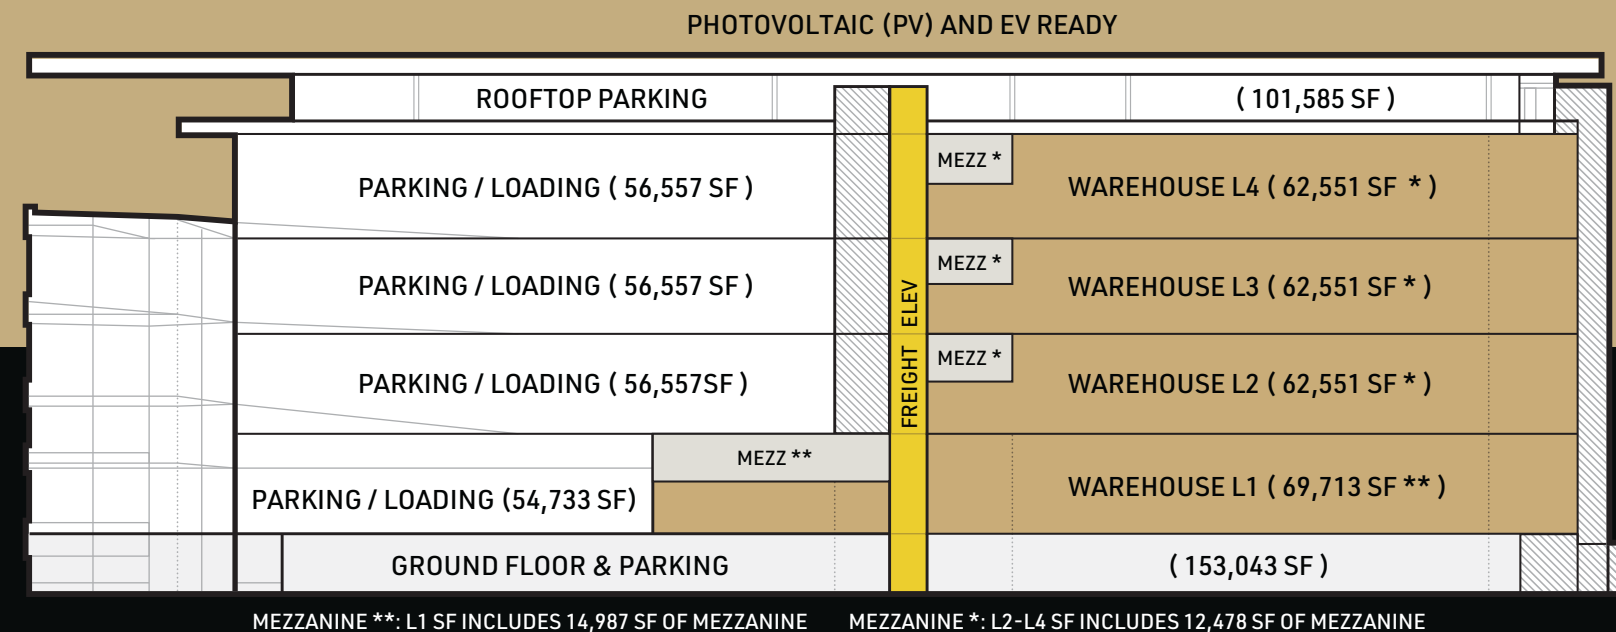 PHOTOVOLTAIC (PV) AND EV READY
ROOFTOP PARKING ( 101,585 SF )
PARKING / LOADING ( 56,557 SF ) MEZZ * WAREHOUSE L4 ( 62,551 SF * )
PARKING / LOADING ( 56,557 SF ) MEZZ * WAREHOUSE L3 ( 62,551 SF * )
FREIGHT ELEV
PARKING / LOADING ( 56,557SF ) MEZZ * WAREHOUSE L2 ( 62,551 SF * )
MEZZ **
PARKING / LOADING (54,733 SF) WAREHOUSE L1 ( 69,713 SF ** )
GROUND FLOOR & PARKING ( 153,043 SF )
MEZZANINE **: L1 SF INCLUDES 14,987 SF OF MEZZANINE MEZZANINE *: L2-L4 SF INCLUDES 12,478 SF OF MEZZANINE